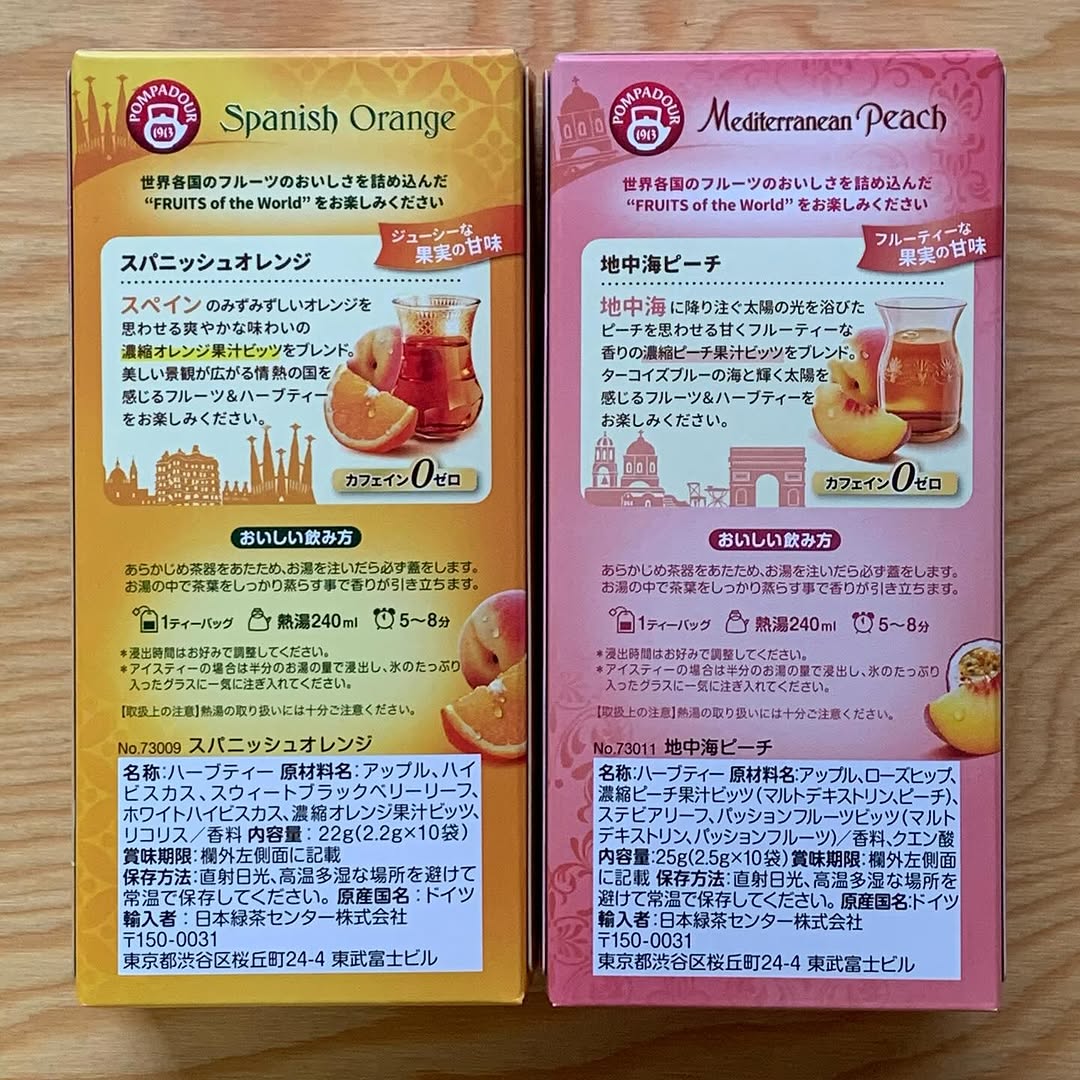 POMPADOUR
1913
Spanish Orange
世界各国のフルーツのおいしさを詰め込んだ
“FRUITS of the World” をお楽しみください
ジューシーな
果実の甘味
スパニッシュオレンジ
スペインのみずみずしいオレンジを
思わせる爽やかな味わいの
濃縮オレンジ果汁ビッツをブレンド。
美しい景観が広がる情熱の国を
感じるフルーツ&ハーブティー
をお楽しみください。
カフェイン0ゼロ
おいしい飲み方
あらかじめ茶器をあたため、お湯を注いだら必ず蓋をします。
お湯の中で茶葉をしっかり蒸らす事で香りが引き立ちます。
1ティーバッグ 熱湯240ml 5〜8分
*浸出時間はお好みで調整してください。
*アイスティーの場合は半分のお湯の量で浸出し、氷のたっぷり
入ったグラスに一気に注ぎ入れてください。
【取扱上の注意】熱湯の取り扱いには十分ご注意ください。
No.73009 スパニッシュオレンジ
名称:ハーブティー 原材料名:アップル、ハイ
ビスカス、スウィートブラックベリーリーフ、
ホワイトハイビスカス、濃縮オレンジ果汁ビッツ、
リコリス/香料 内容量:22g(2.2g×10袋)
賞味期限:欄外左側面に記載
保存方法:直射日光、高温多湿な場所を避けて
常温で保存してください。原産国名:ドイツ
輸入者:日本緑茶センター株式会社
〒150-0031
東京都渋谷区桜丘町24-4 東武富士ビル
POMPADOUR
1913
Mediterranean Peach
世界各国のフルーツのおいしさを詰め込んだ
“FRUITS of the World” をお楽しみください
フルーティーな
果実の甘味
地中海ピーチ
地中海に降り注ぐ太陽の光を浴びた
ピーチを思わせる甘くフルーティーな
香りの濃縮ピーチ果汁ビッツをブレンド。
ターコイズブルーの海と輝く太陽を
感じるフルーツ&ハーブティーを
お楽しみください。
カフェイン0ゼロ
おいしい飲み方
あらかじめ茶器をあたため、お湯を注いだら必ず蓋をします。
お湯の中で茶葉をしっかり蒸らす事で香りが引き立ちます。
1ティーバッグ 熱湯240ml 5〜8分
*浸出時間はお好みで調整してください。
*アイスティーの場合は半分のお湯の量で浸出し、氷のたっぷり
入ったグラスに一気に注ぎ入れてください。
【取扱上の注意】熱湯の取り扱いには十分ご注意ください。
No.73011 地中海ピーチ
名称:ハーブティー 原材料名:アップル、ローズヒップ、
濃縮ピーチ果汁ビッツ(マルトデキストリン、ピーチ)、
ステビアリーフ、パッションフルーツビッツ(マルト
デキストリン、パッションフルーツ)/香料、クエン酸
内容量:25g(2.5g×10袋) 賞味期限:欄外左側面
に記載 保存方法:直射日光、高温多湿な場所を
避けて常温で保存してください。原産国名:ドイツ
輸入者:日本緑茶センター株式会社
〒150-0031
東京都渋谷区桜丘町24-4 東武富士ビル